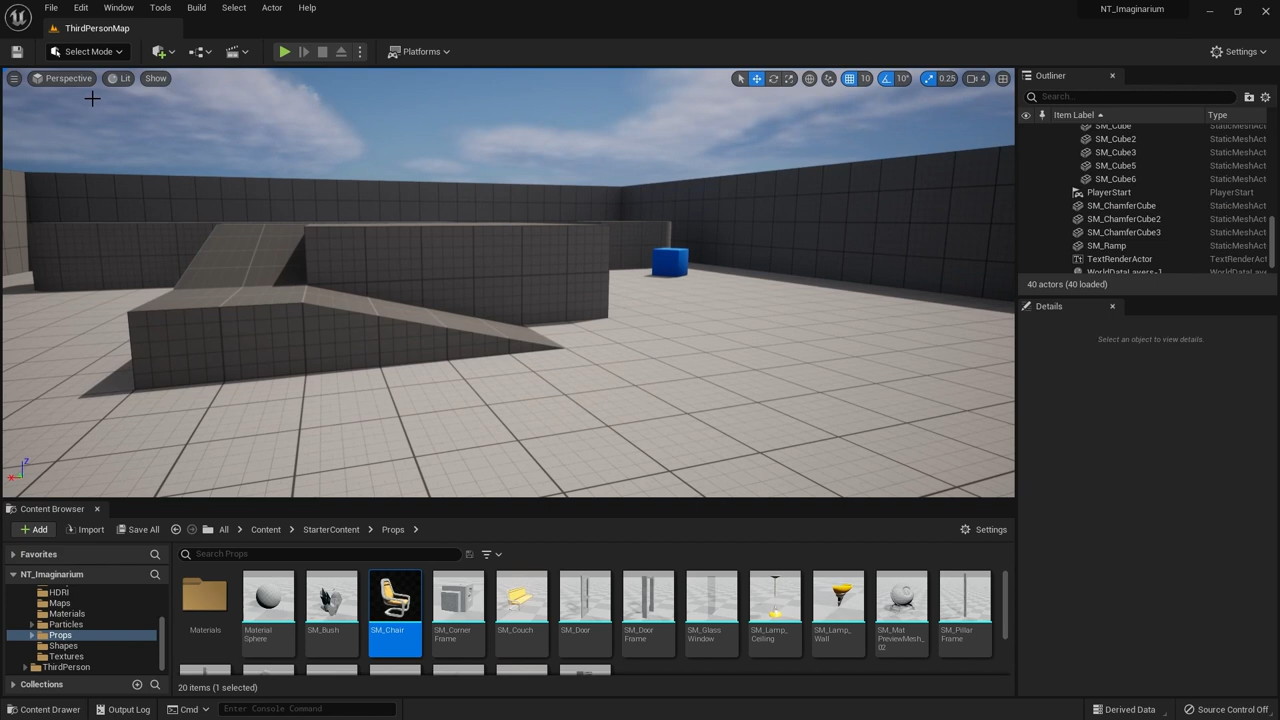 File Edit Window Tools Build Select Actor Help
NT_Imaginarium
ThirdPersonMap
Select Mode
Platforms
Settings
Perspective Lit Show
10 10° 0.25 4
Outliner
Search...
Item Label Type
SM_Cube StaticMeshAct
SM_Cube2 StaticMeshAct
SM_Cube3 StaticMeshAct
SM_Cube5 StaticMeshAct
SM_Cube6 StaticMeshAct
PlayerStart PlayerStart
SM_ChamferCube StaticMeshAct
SM_ChamferCube2 StaticMeshAct
SM_ChamferCube3 StaticMeshAct
SM_Ramp StaticMeshAct
TextRenderActor TextRenderAct
WorldDataLayers-1 WorldDataLaye
40 actors (40 loaded)
Details
Select an object to view details.
Z
X
Content Browser
Add Import Save All All Content StarterContent Props
Settings
Favorites
Search Props
NT_Imaginarium
HDRI
Maps
Materials
Particles
Props
Shapes
Textures
ThirdPerson
Collections
Materials
Material Sphere
SM_Bush
SM_Chair
SM_Corner Frame
SM_Couch
SM_Door
SM_Door Frame
SM_Glass Window
SM_Lamp_ Ceiling
SM_Lamp_ Wall
SM_Mat PreviewMesh_ 02
SM_Pillar Frame
20 items (1 selected)
Content Drawer Output Log Cmd Enter Console Command
Derived Data Source Control Off